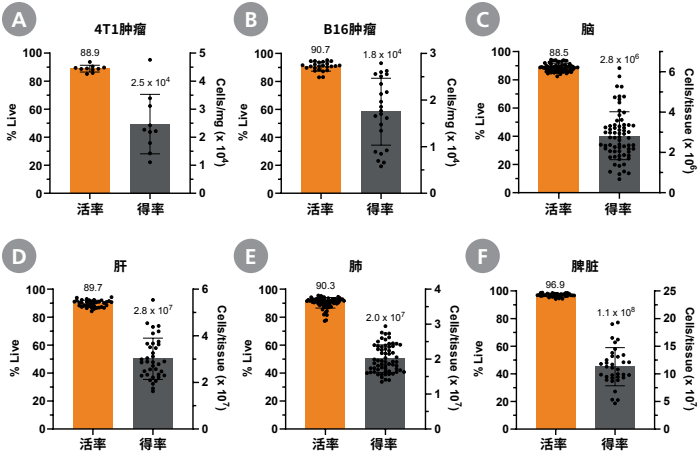 A
4T1肿瘤
100
80
60
40
20
0
% Live
88.9
2.5 x 10⁴
5
4
3
2
1
0
Cells/mg (x 10⁴)
活率
得率
B
B16肿瘤
100
80
60
40
20
0
% Live
90.7
1.8 x 10⁴
3
2
1
0
Cells/mg (x 10⁴)
活率
得率
C
脑
100
80
60
40
20
0
% Live
88.5
2.8 x 10⁶
6
4
2
0
Cells/tissue (x 10⁶)
活率
得率
D
肝
100
80
60
40
20
0
% Live
89.7
2.8 x 10⁷
6
4
2
0
Cells/tissue (x 10⁷)
活率
得率
E
肺
100
80
60
40
20
0
% Live
90.3
2.0 x 10⁷
4
3
2
1
0
Cells/tissue (x 10⁷)
活率
得率
F
脾脏
100
80
60
40
20
0
% Live
96.9
1.1 x 10⁸
25
20
15
10
5
0
Cells/tissue (x 10⁷)
活率
得率